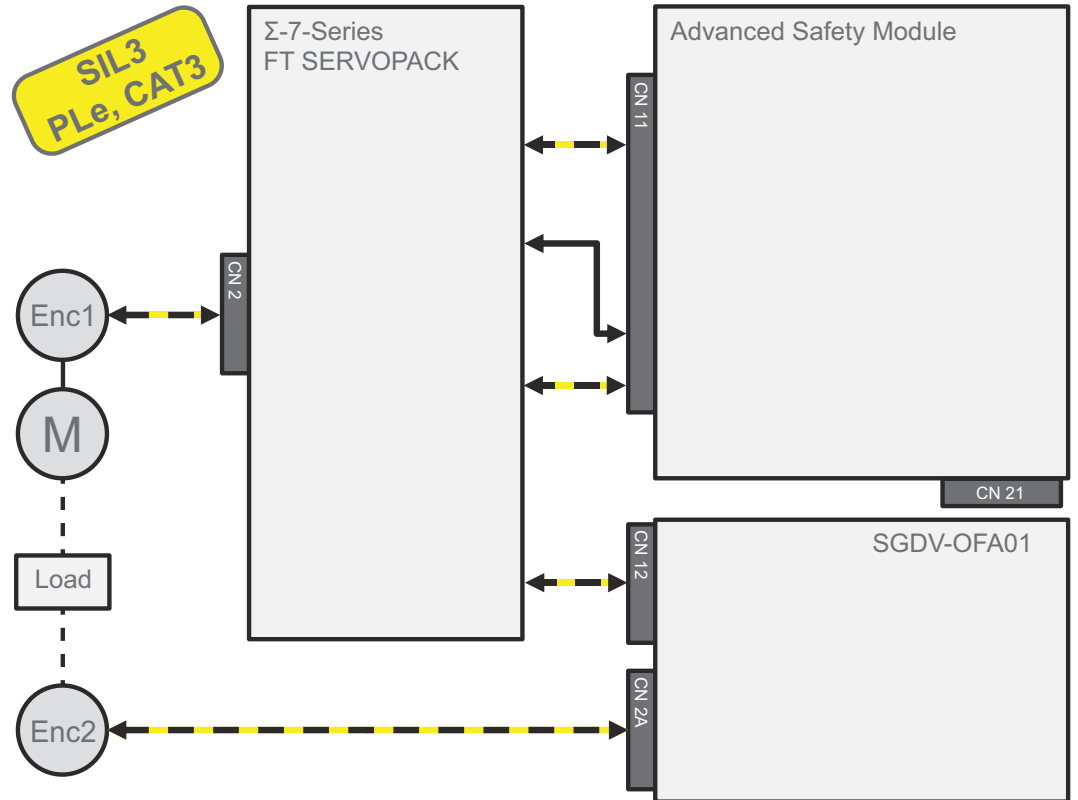 SIL3
PLe, CAT3
Σ-7-Series
FT SERVOPACK
Advanced Safety Module
CN 11
CN 2
Enc1
M
CN 21
SGDV-OFA01
CN 12
Load
CN 2A
Enc2